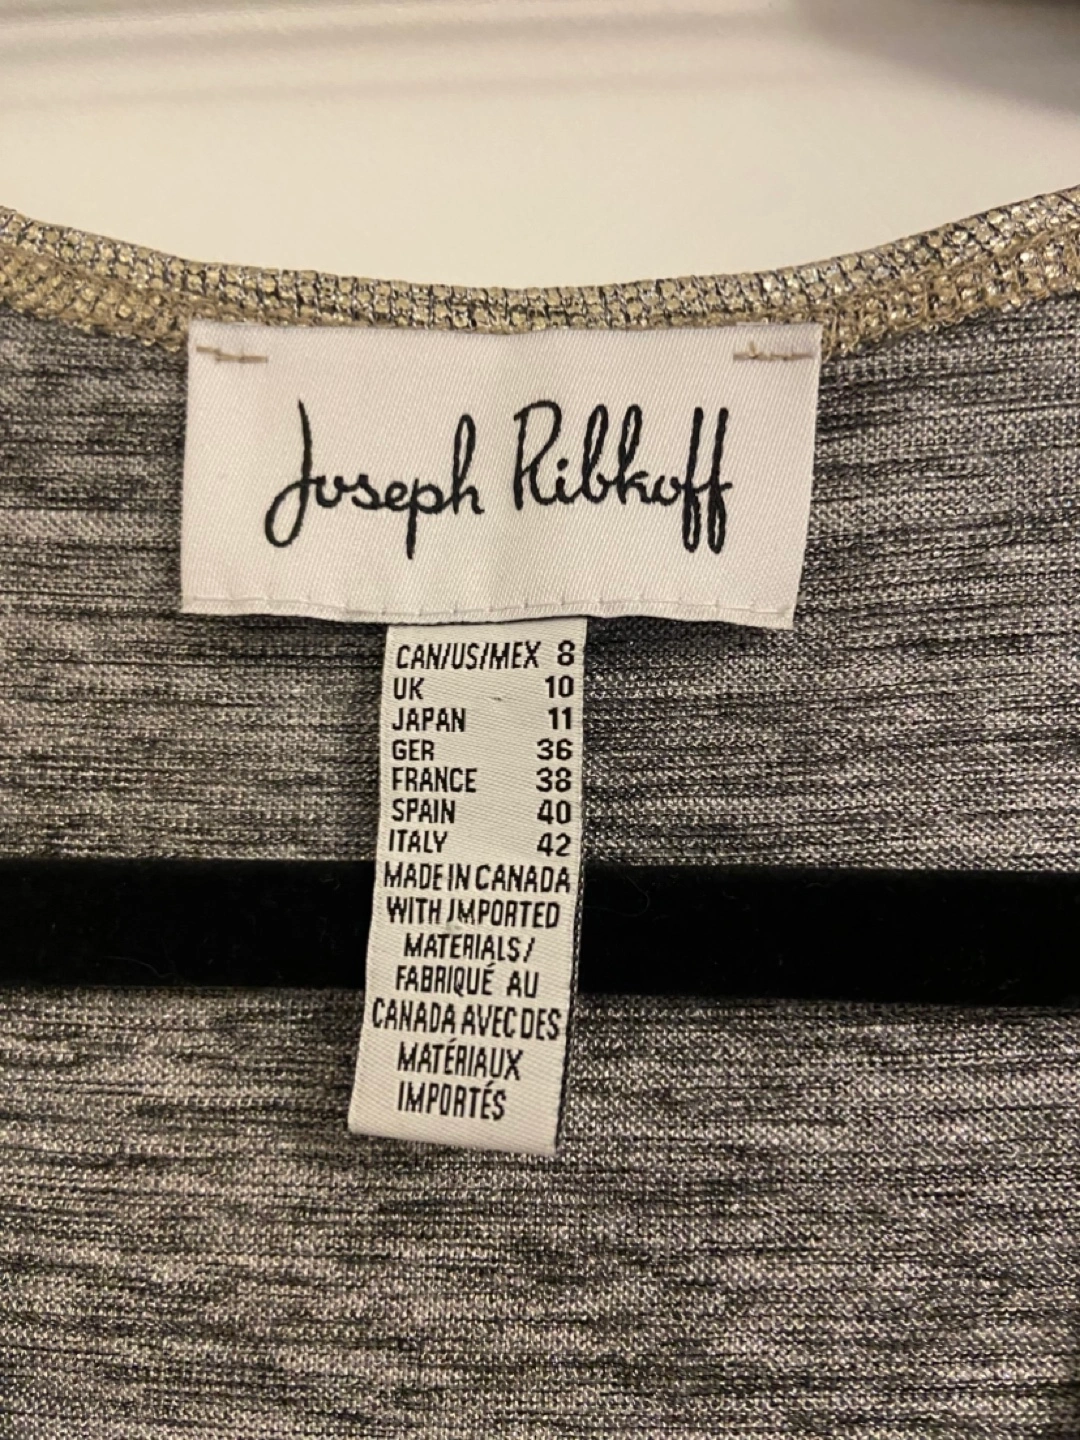 Joseph Ribkoff
CAN/US/MEX 8
UK 10
JAPAN 11
GER 36
FRANCE 38
SPAIN 40
ITALY 42
MADE IN CANADA
WITH IMPORTED
MATERIALS/
FABRIQUÉ AU
CANADA AVEC DES
MATÉRIAUX
IMPORTÉS